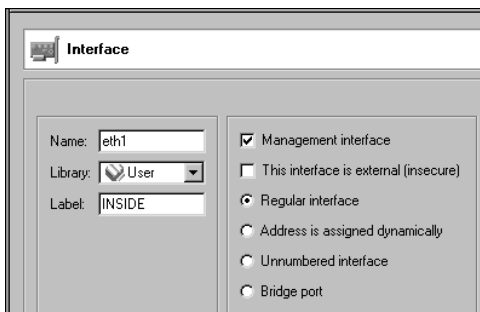 Interface
Name: eth1
Library: User
Label: INSIDE
Management interface
This interface is external (insecure)
Regular interface
Address is assigned dynamically
Unnumbered interface
Bridge port